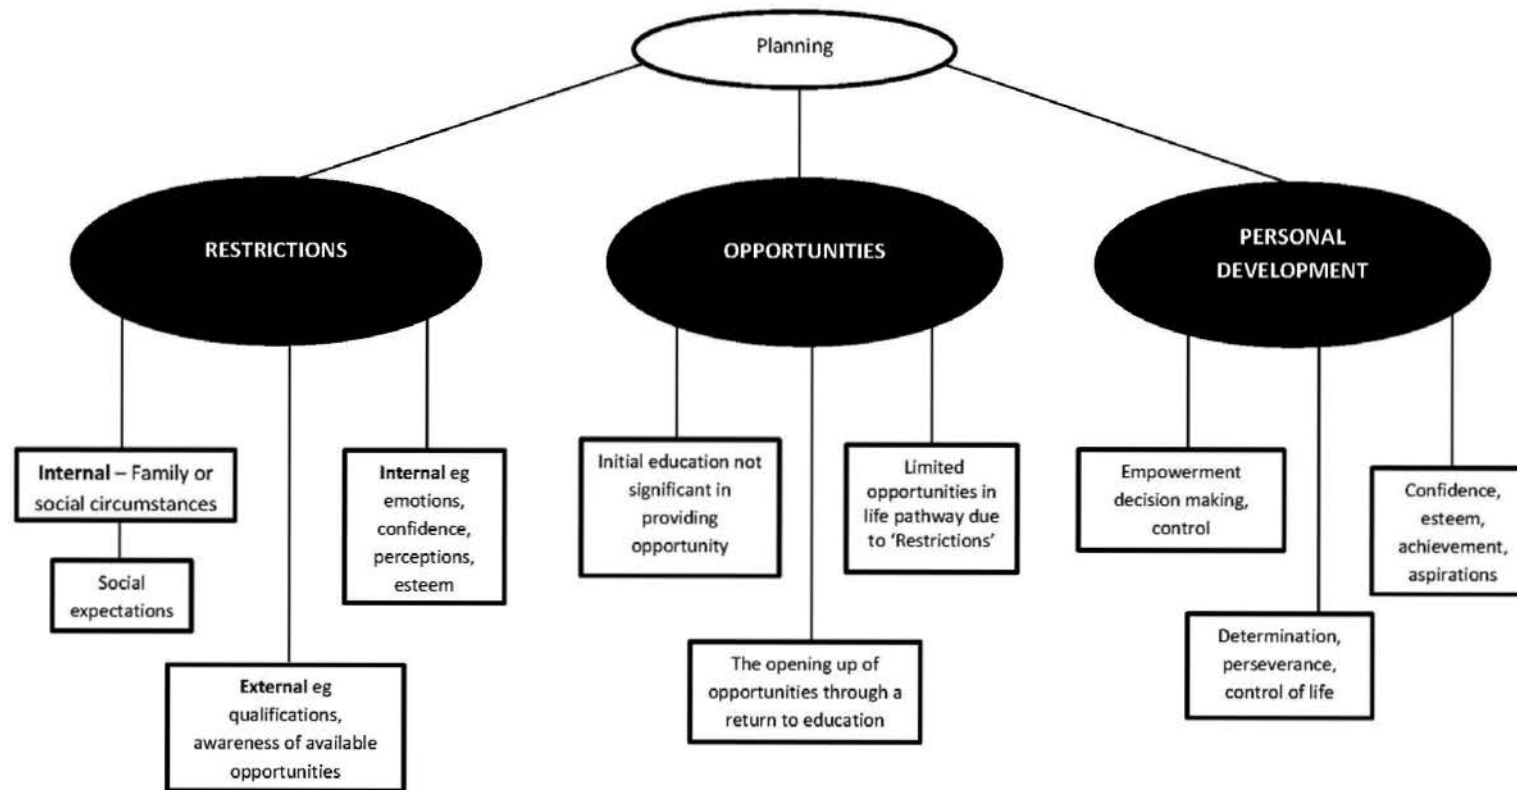 Planning
RESTRICTIONS
OPPORTUNITIES
PERSONAL
DEVELOPMENT
Internal – Family or
social circumstances
Social
expectations
External eg
qualifications,
awareness of available
opportunities
Internal eg
emotions,
confidence,
perceptions,
esteem
Initial education not
significant in
providing
opportunity
The opening up of
opportunities through a
return to education
Limited
opportunities in
life pathway due
to ‘Restrictions’
Empowerment
decision making,
control
Determination,
perseverance,
control of life
Confidence,
esteem,
achievement,
aspirations